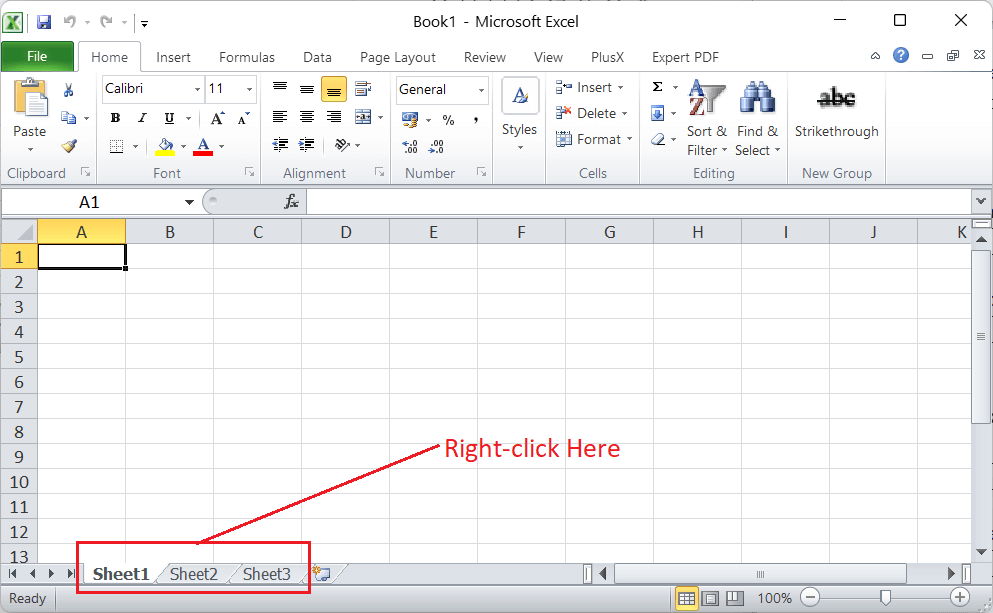 Book1 - Microsoft Excel
File Home Insert Formulas Data Page Layout Review View PlusX Expert PDF
Calibri 11 General Insert Σ abc
Paste B I U A A % , Styles Delete Sort & Filter Find & Select Strikethrough
A .00 .00 Format
Clipboard Font Alignment Number Cells Editing New Group
A1 fx
A B C D E F G H I J K
1
2
3
4
5
6
7
8
Right-click Here
9
10
11
12
13
Sheet1 Sheet2 Sheet3
Ready 100%